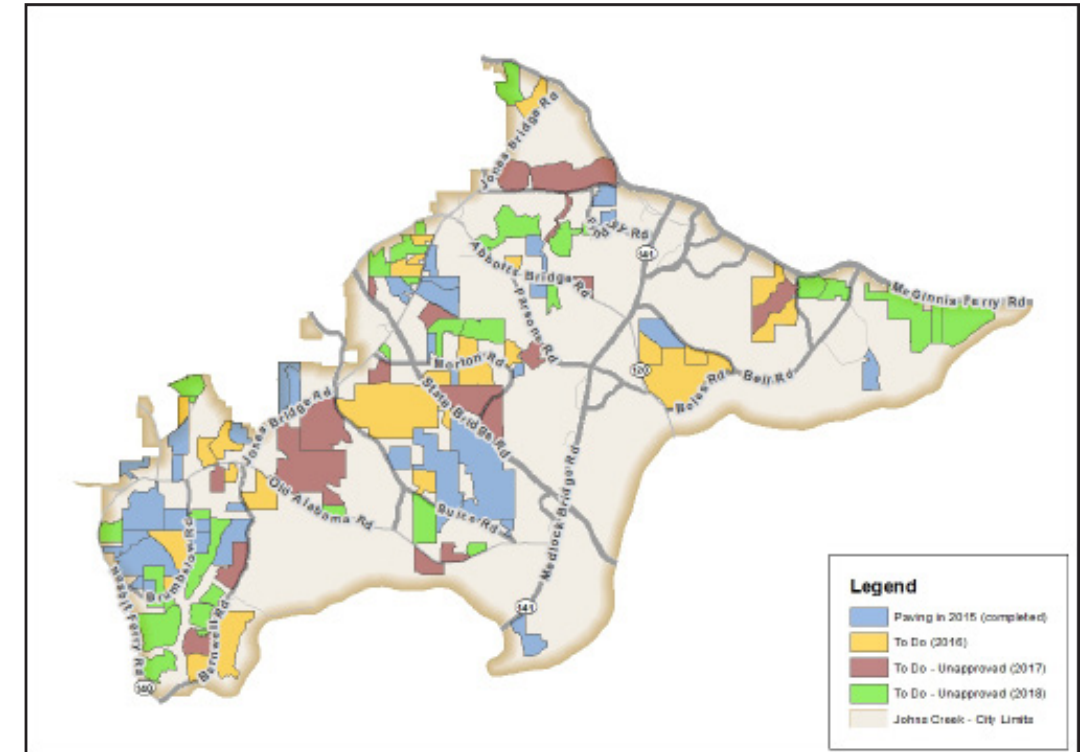 Jones Bridge Rd
141
Abbotts Bridge Rd
McGinnis Ferry Rd
Parsons Rd
Morton Rd
120
Boles Rd
Bell Rd
State Bridge Rd
Jones Bridge Rd
Medlock Bridge Rd
Old Alabama Rd
Buice Rd
Brumbelow Rd
Nesbit Ferry Rd
Barnwell Rd
141
140
Legend
Paving in 2015 (completed)
To Do (2016)
To Do - Unapproved (2017)
To Do - Unapproved (2018)
Johns Creek - City Limits